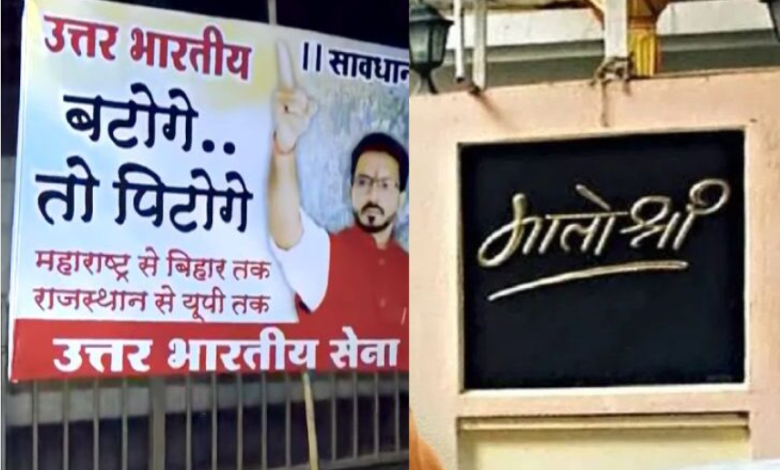 उत्तर भारतीय
|| सावधान
बटोगे..
तो पिटोगे
महाराष्ट्र से बिहार तक
राजस्थान से यूपी तक
उत्तर भारतीय सेना
मातोश्री